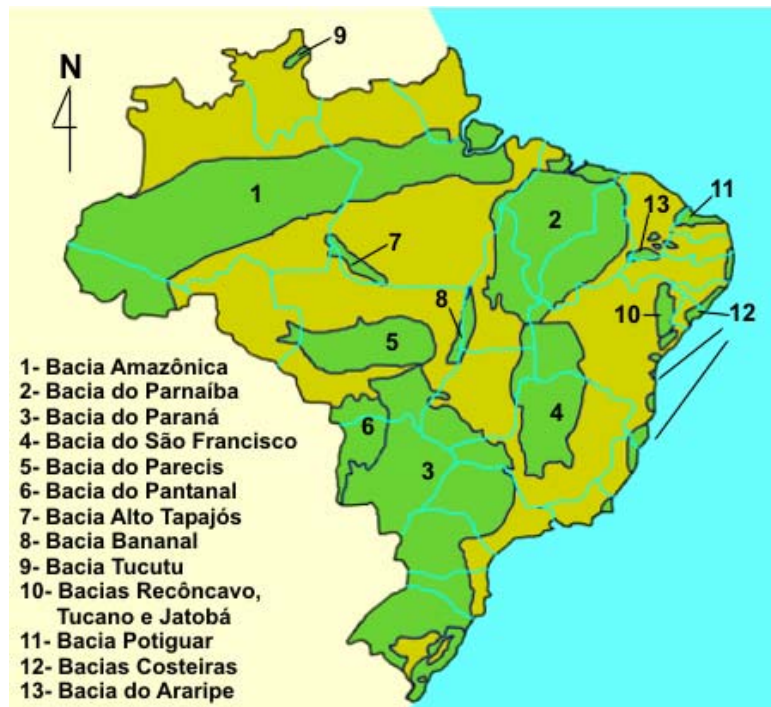 9
N
1
11
13
2
7
8
10
12
5
4
6
3
1- Bacia Amazônica
2- Bacia do Parnaíba
3- Bacia do Paraná
4- Bacia do São Francisco
5- Bacia do Parecis
6- Bacia do Pantanal
7- Bacia Alto Tapajós
8- Bacia Bananal
9- Bacia Tucutu
10- Bacias Recôncavo,
Tucano e Jatobá
11- Bacia Potiguar
12- Bacias Costeiras
13- Bacia do Araripe